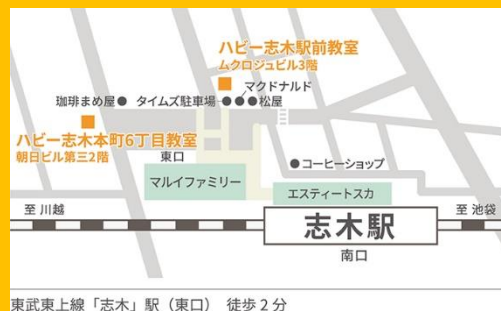 ハビー志木駅前教室
ムクロジュビル3階
マクドナルド
珈琲まめ屋
タイムズ駐車場
松屋
ハビー志木本町6丁目教室
朝日ビル第三2階
東口
コーヒーショップ
マルイファミリー
エスティートスカ
至 川越
志木駅
至 池袋
南口
東武東上線「志木」駅（東口） 徒歩 2 分